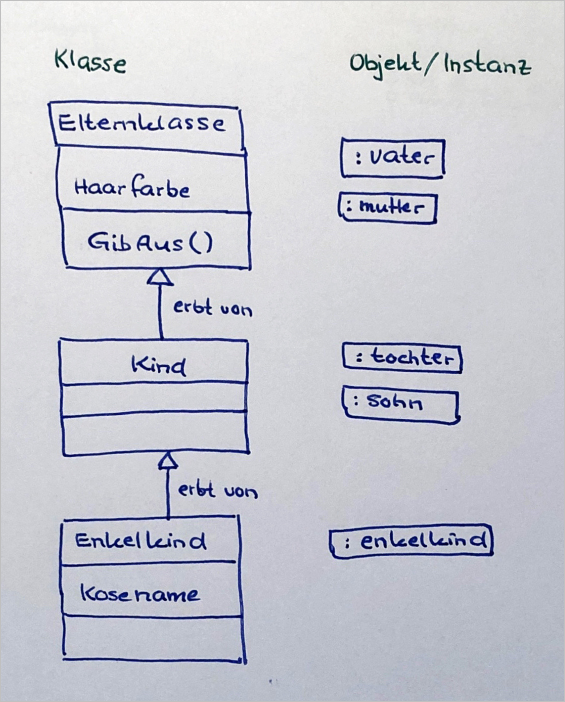 Klasse
Objekt/Instanz
Elternklasse
Haarfarbe
GibAus()
: vater
: mutter
erbt von
Kind
: tochter
: sohn
erbt von
Enkelkind
Kosename
: enkelkind